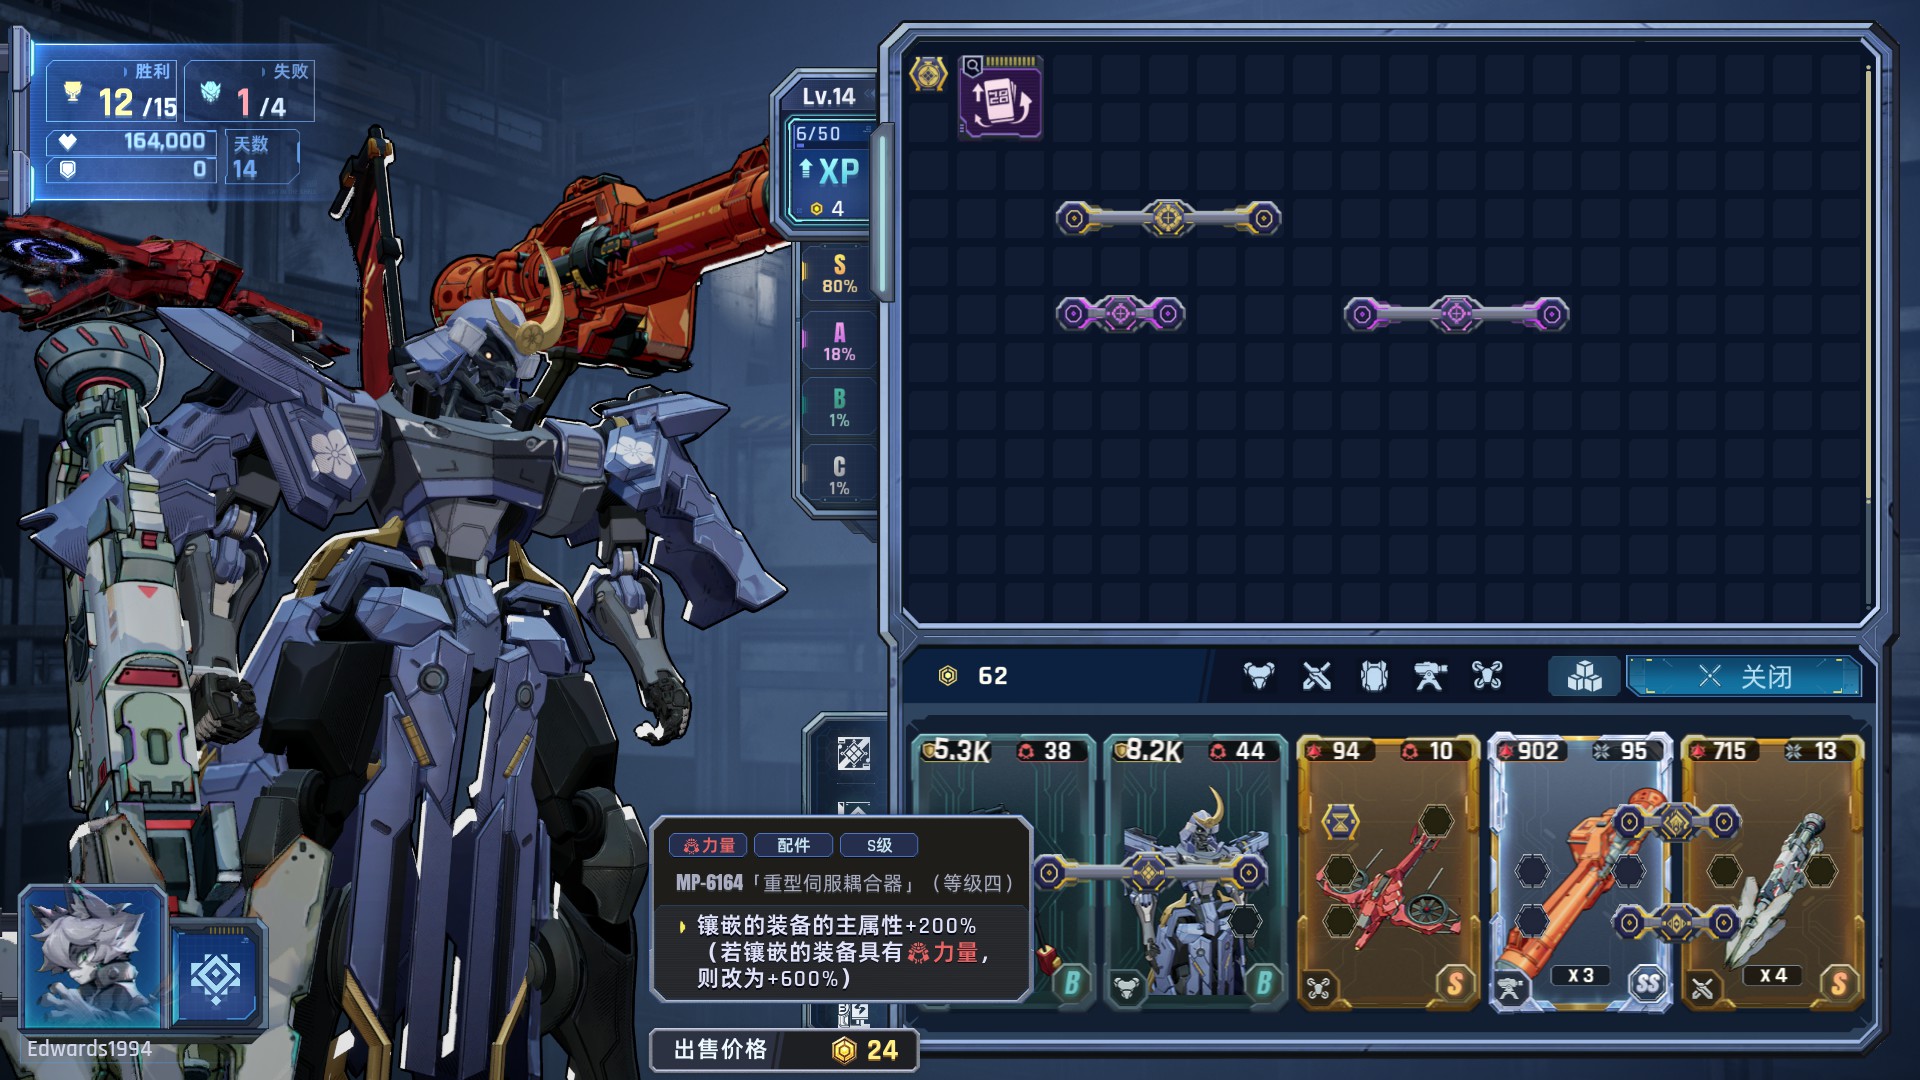 胜利
12 /15
失败
1 /4
164,000
0
天数
14
Lv.14
6/50
XP
4
S
80%
A
18%
B
1%
C
1%
62
关闭
5.3K
38
8.2K
44
94
10
902
95
715
13
B
B
S
x3
SS
x4
S
力量
配件
S级
MP-6164「重型伺服耦合器」（等级四）
镶嵌的装备的主属性+200%
（若镶嵌的装备具有力量，
则改为+600%）
出售价格
24
Edwards1994